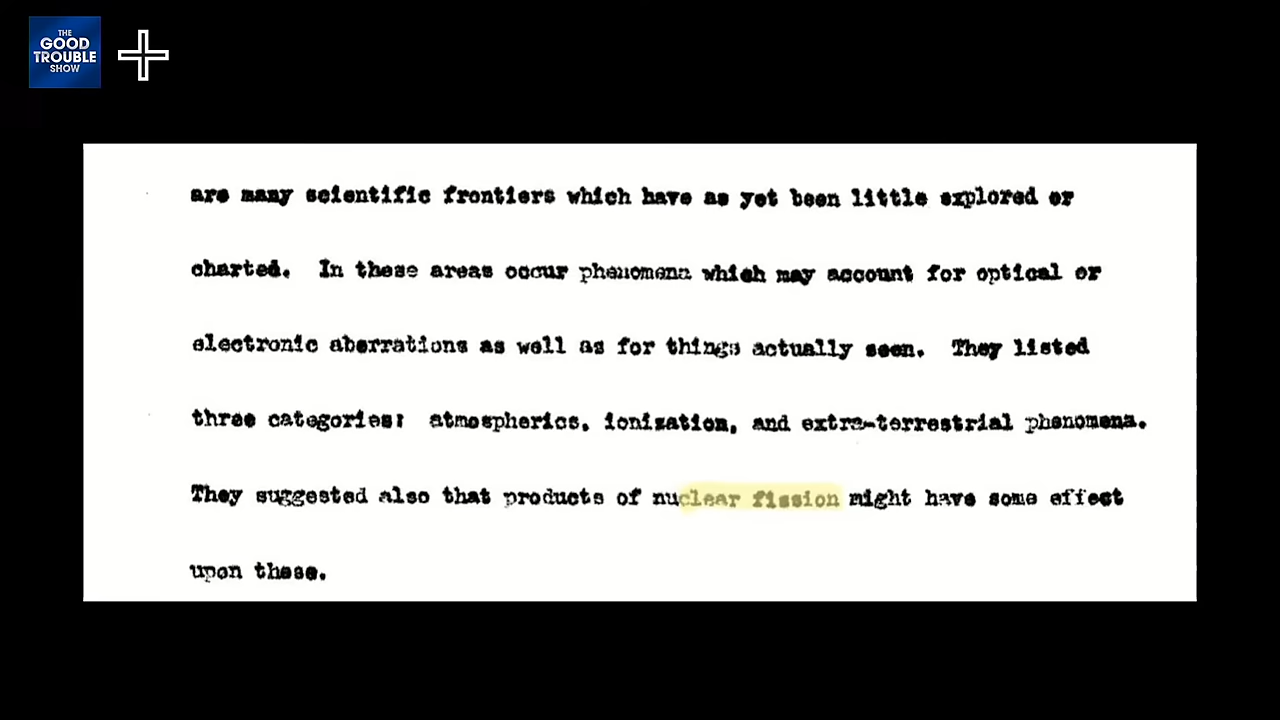 THE
GOOD
TROUBLE
SHOW
are many scientific frontiers which have as yet been little explored or
charted. In these areas occur phenomena which may account for optical or
electronic aberrations as well as for things actually seen. They listed
three categories: atmospherics, ionization, and extra-terrestrial phenomena.
They suggested also that products of nuclear fission might have some effect
upon these.